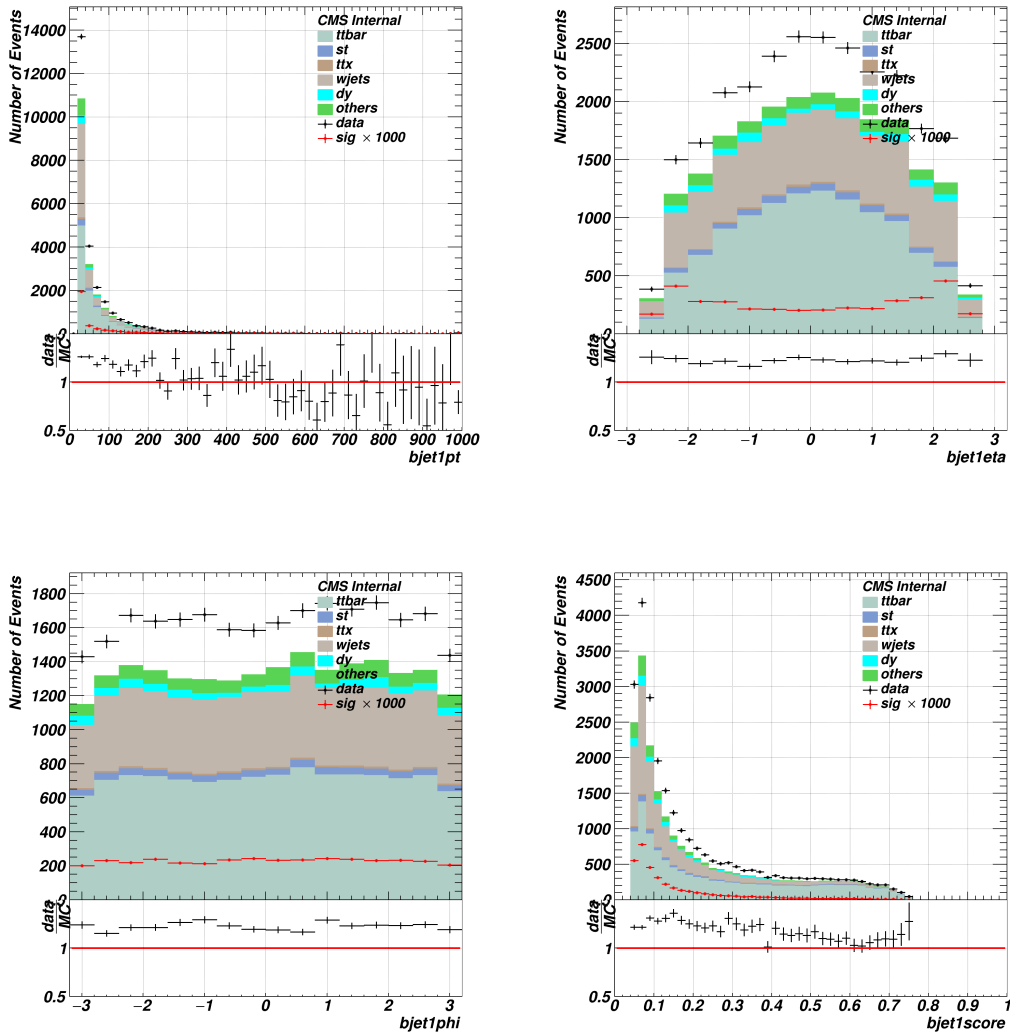 Number of Events
14000
12000
10000
8000
6000
4000
2000
0
CMS Internal
ttbar
st
ttx
wjets
dy
others
data
sig × 1000
data
MC
1
0.5
0 100 200 300 400 500 600 700 800 900 1000
bjet1pt
Number of Events
2500
2000
1500
1000
500
0
CMS Internal
ttbar
st
ttx
wjets
dy
others
data
sig × 1000
data
MC
1
0.5
−3 −2 −1 0 1 2 3
bjet1eta
Number of Events
1800
1600
1400
1200
1000
800
600
400
200
0
CMS Internal
ttbar
st
ttx
wjets
dy
others
data
sig × 1000
data
MC
1
0.5
−3 −2 −1 0 1 2 3
bjet1phi
Number of Events
4500
4000
3500
3000
2500
2000
1500
1000
500
0
CMS Internal
ttbar
st
ttx
wjets
dy
others
data
sig × 1000
data
MC
1
0.5
0 0.1 0.2 0.3 0.4 0.5 0.6 0.7 0.8 0.9 1
bjet1score